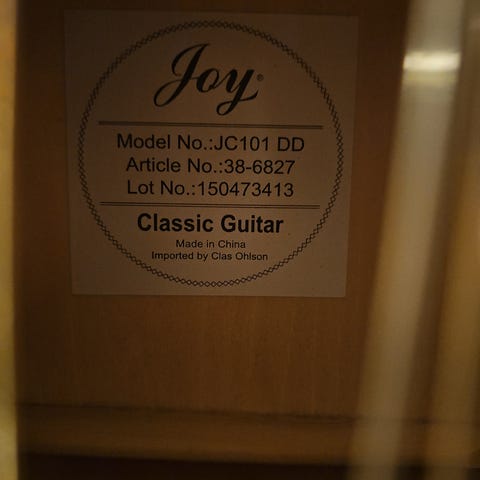 Joy®
Model No.:JC101 DD
Article No.:38-6827
Lot No.:150473413
Classic Guitar
Made in China
Imported by Clas Ohlson